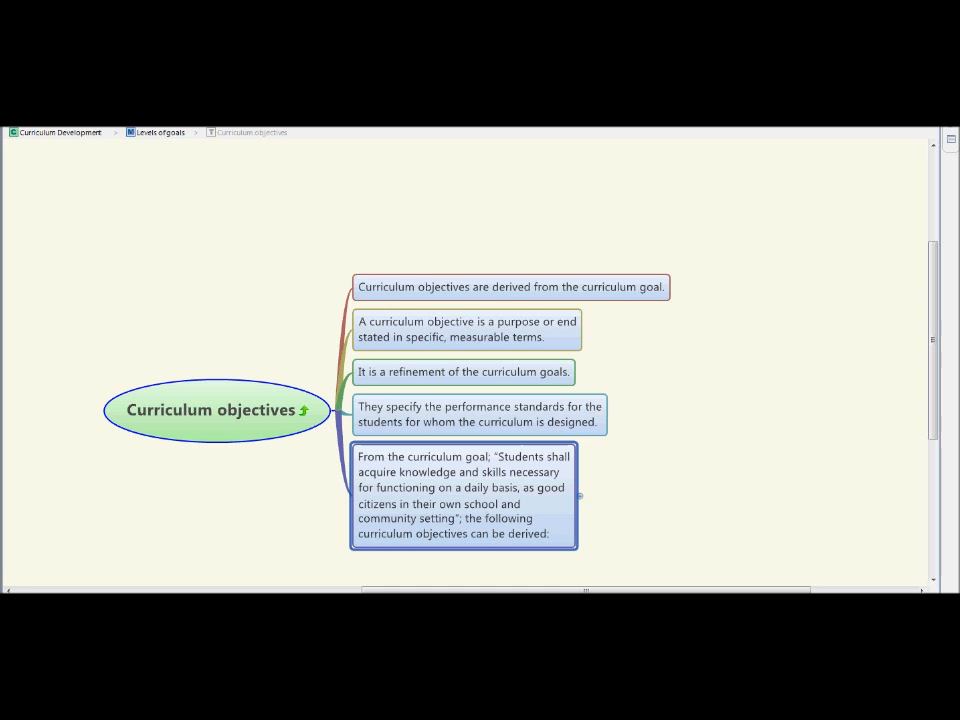 Curriculum Development > Levels of goals > Curriculum objectives
Curriculum objectives are derived from the curriculum goal.
A curriculum objective is a purpose or end
stated in specific, measurable terms.
It is a refinement of the curriculum goals.
Curriculum objectives
They specify the performance standards for the
students for whom the curriculum is designed.
From the curriculum goal; “Students shall
acquire knowledge and skills necessary
for functioning on a daily basis, as good
citizens in their own school and
community setting”; the following
curriculum objectives can be derived: